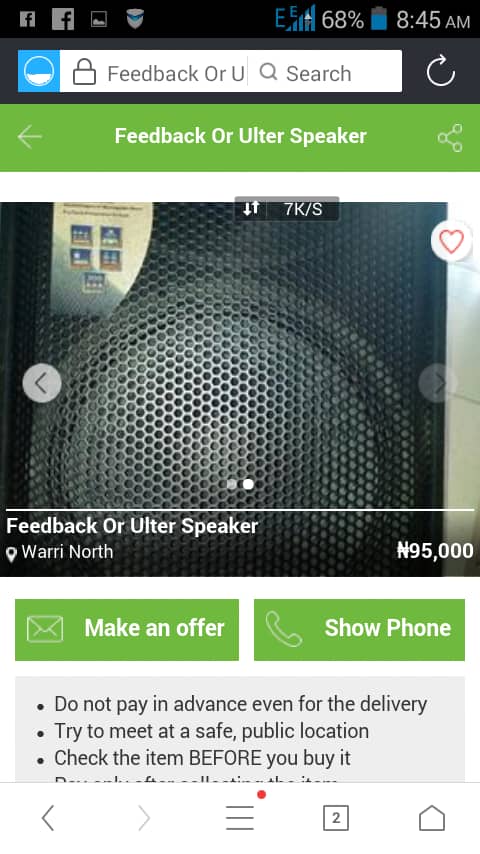 68% 8:45 AM
Feedback Or U Search
Feedback Or Ulter Speaker
7K/S
Feedback Or Ulter Speaker
Warri North
₦95,000
Make an offer
Show Phone
• Do not pay in advance even for the delivery
• Try to meet at a safe, public location
• Check the item BEFORE you buy it
2